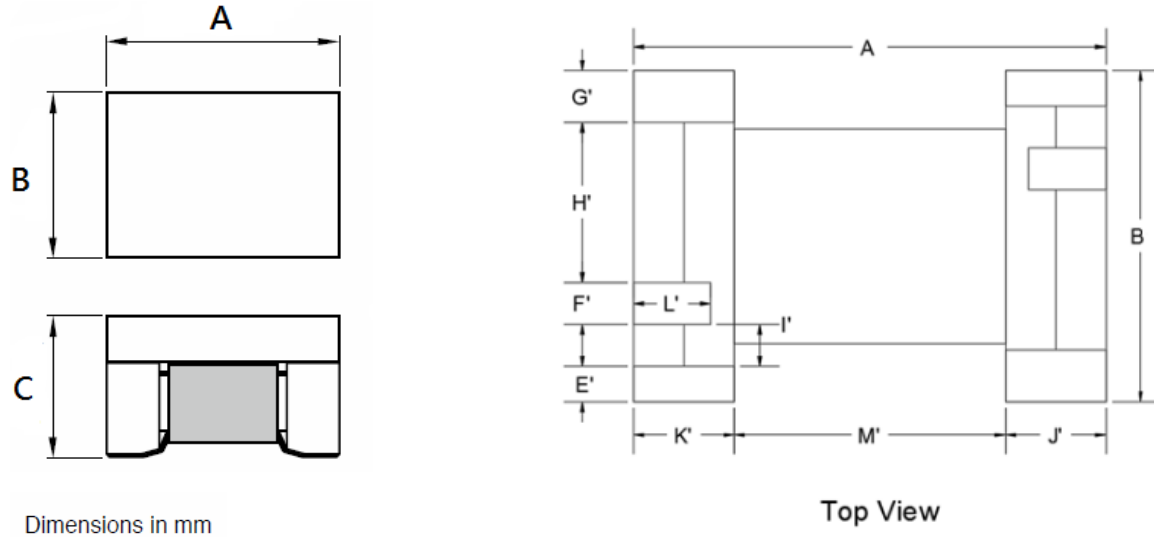 A
B
C
Dimensions in mm
A
G'
H'
F'
L'
I'
E'
B
K'
M'
J'
Top View